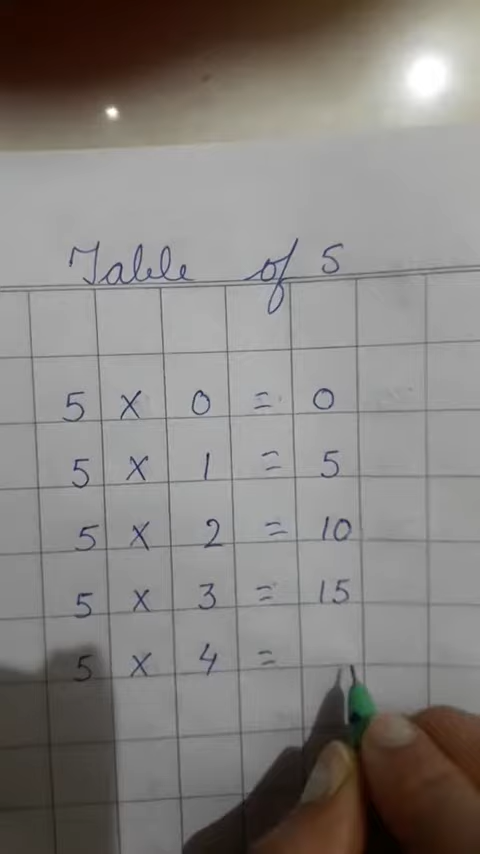 Table of 5
5 X 0 = 0
5 X 1 = 5
5 X 2 = 10
5 X 3 = 15
5 X 4 =